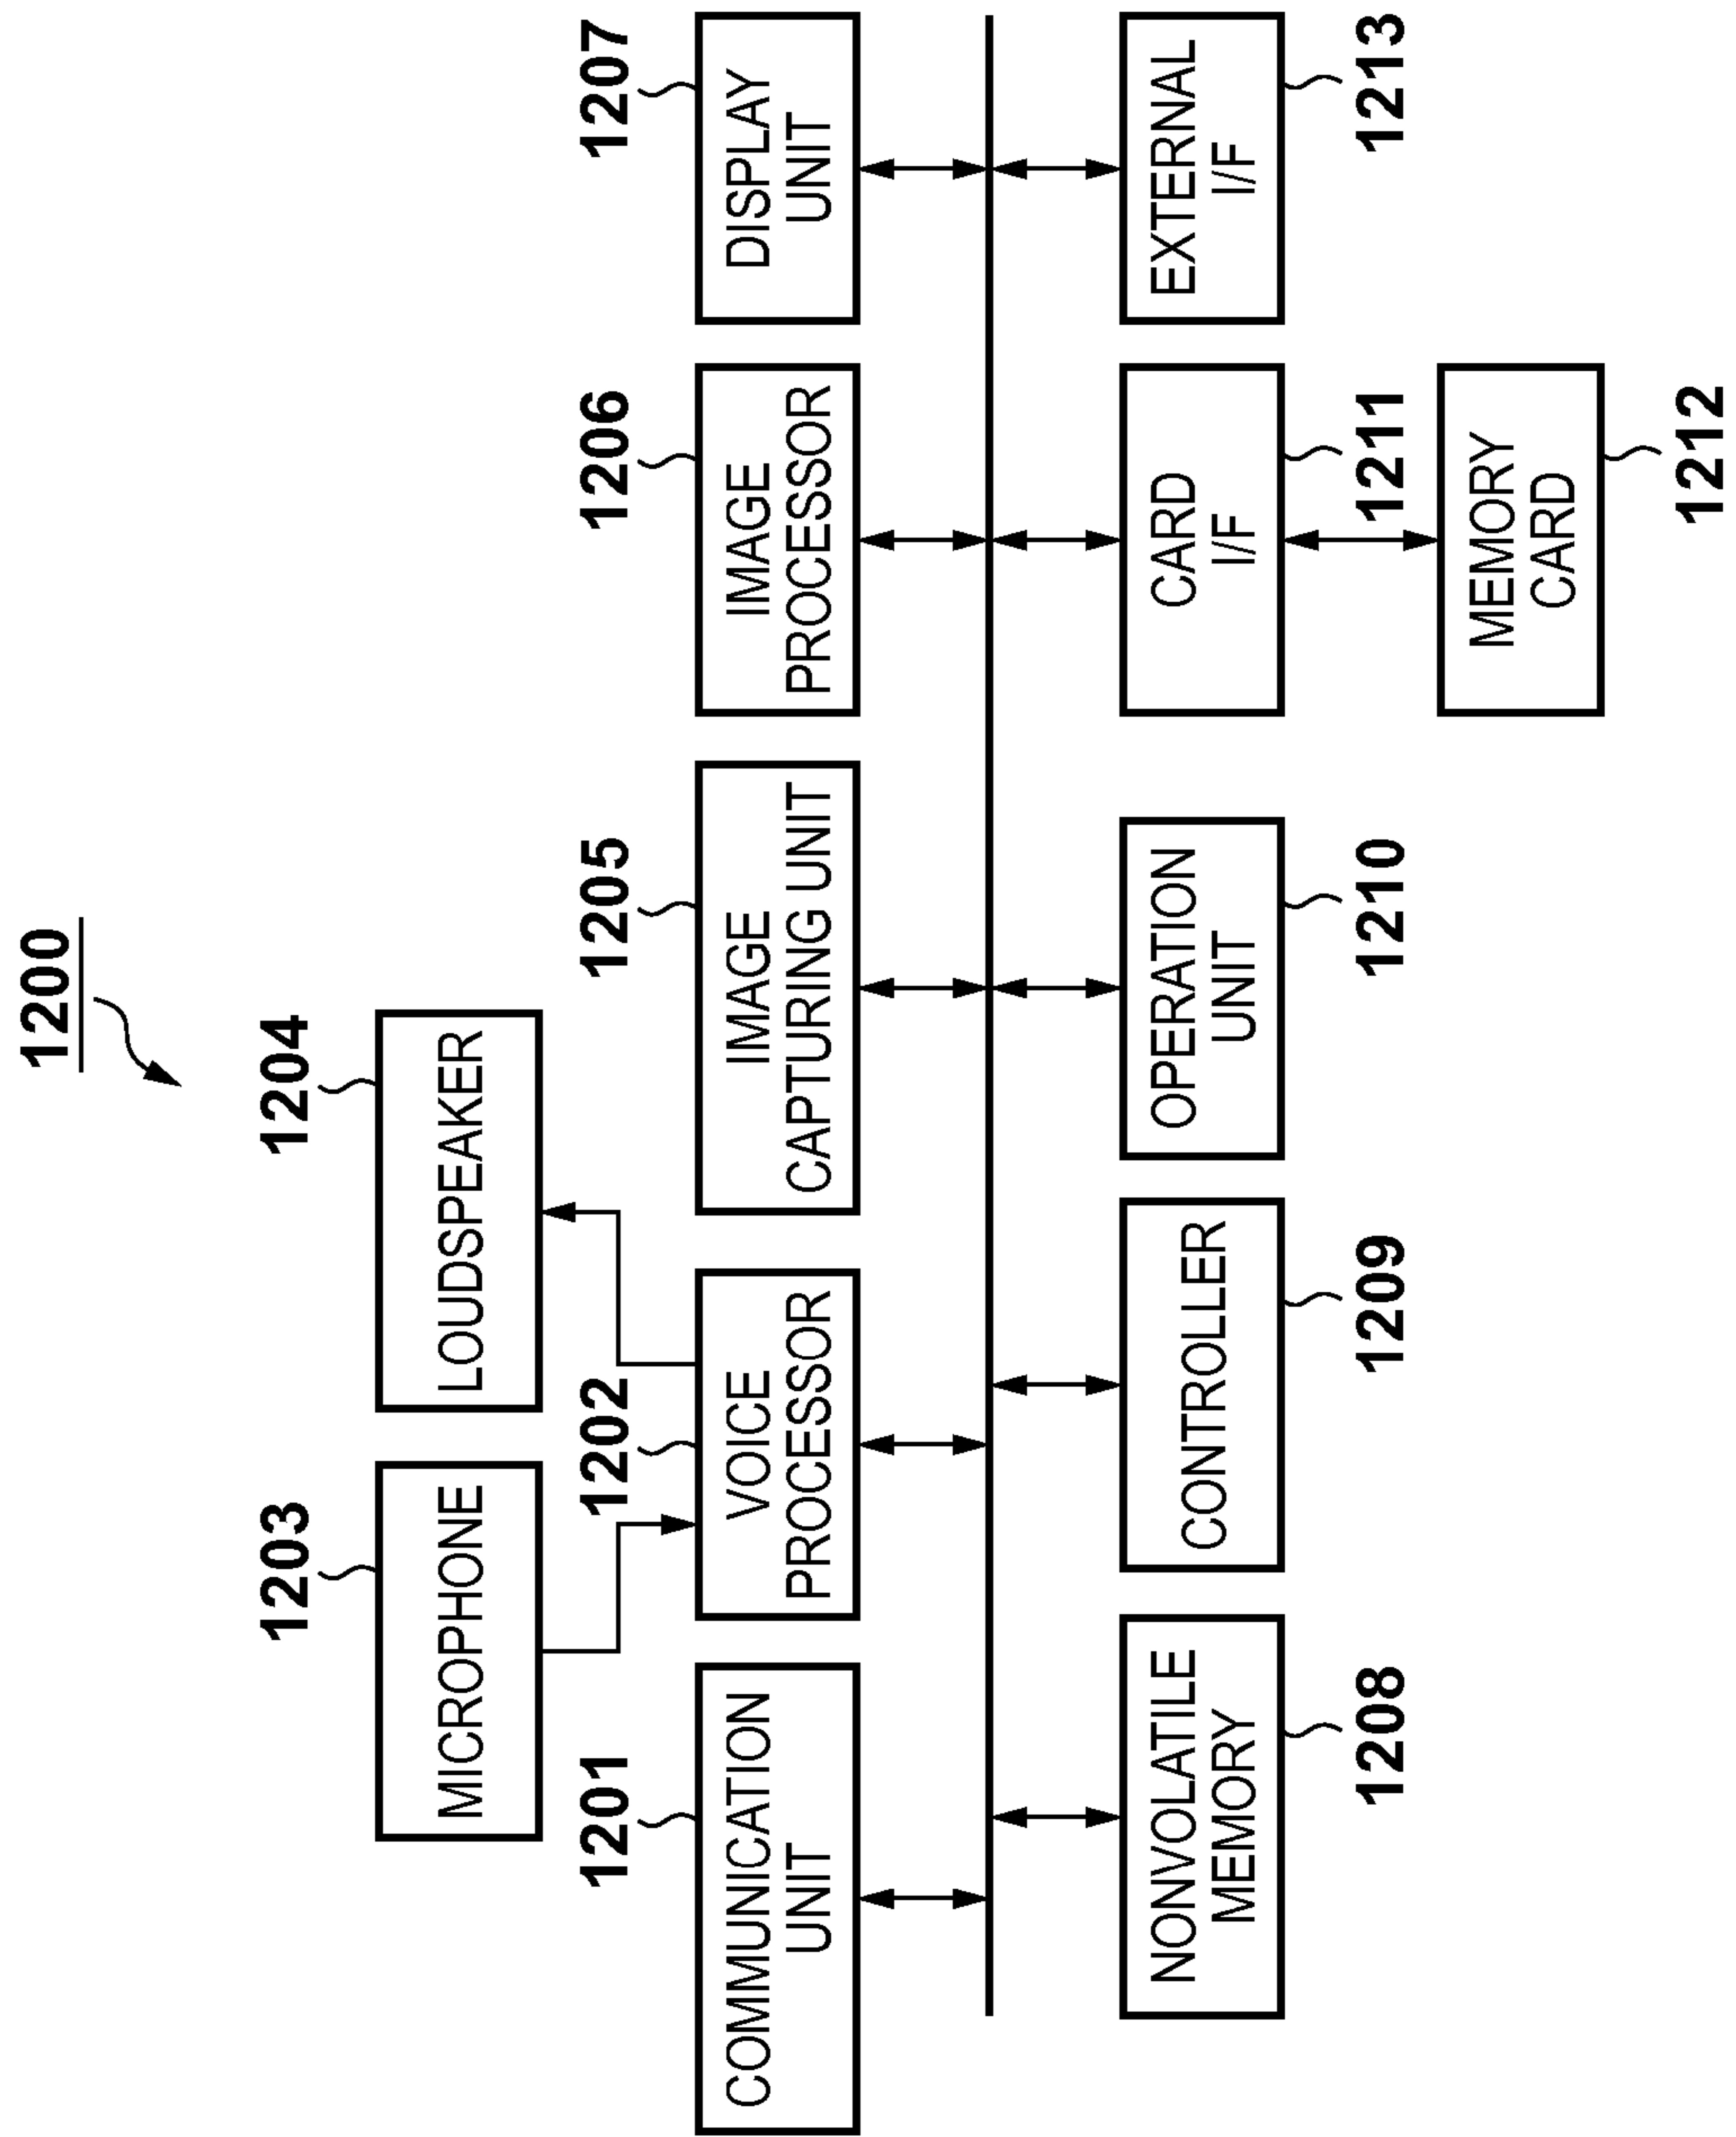 1200
1203
MICROPHONE
1204
LOUDSPEAKER
1201
COMMUNICATION
UNIT
1202
VOICE
PROCESSOR
1205
IMAGE
CAPTURING UNIT
1206
IMAGE
PROCESSOR
1207
DISPLAY
UNIT
NONVOLATILE
MEMORY
1208
CONTROLLER
1209
OPERATION
UNIT
1210
CARD
I/F
1211
EXTERNAL
I/F
1213
MEMORY
CARD
1212